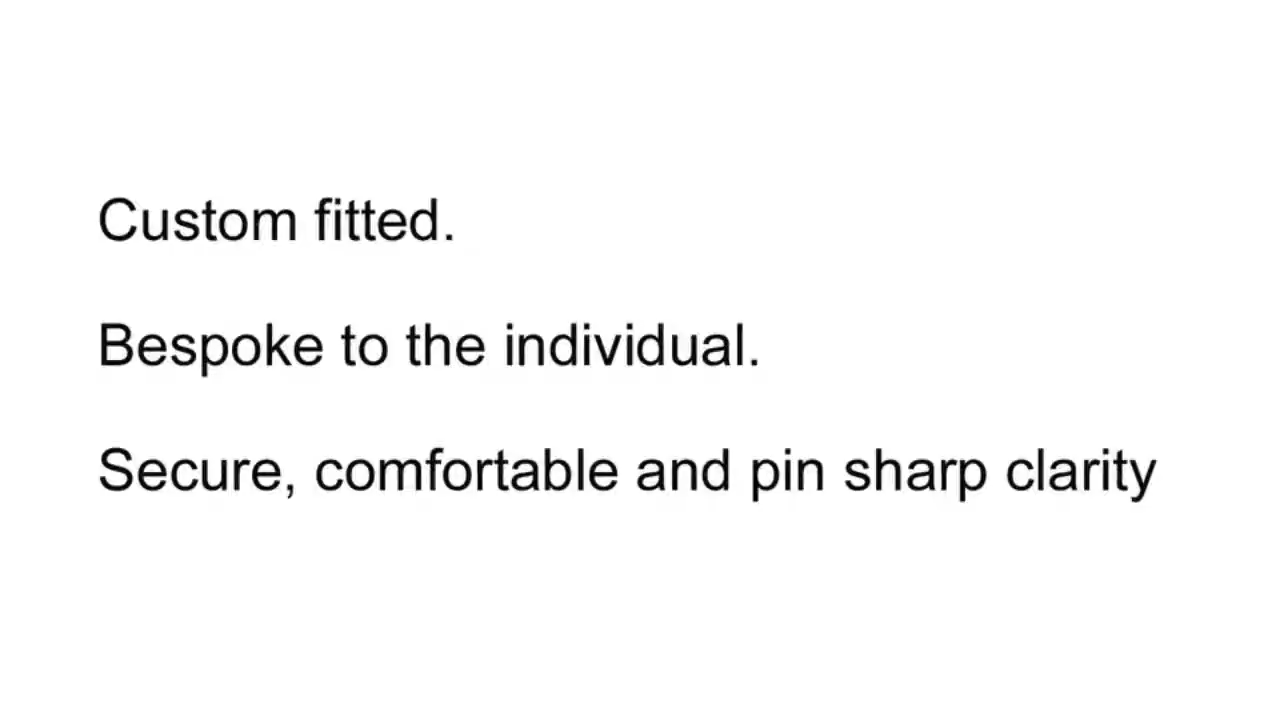 Custom fitted.
Bespoke to the individual.
Secure, comfortable and pin sharp clarity